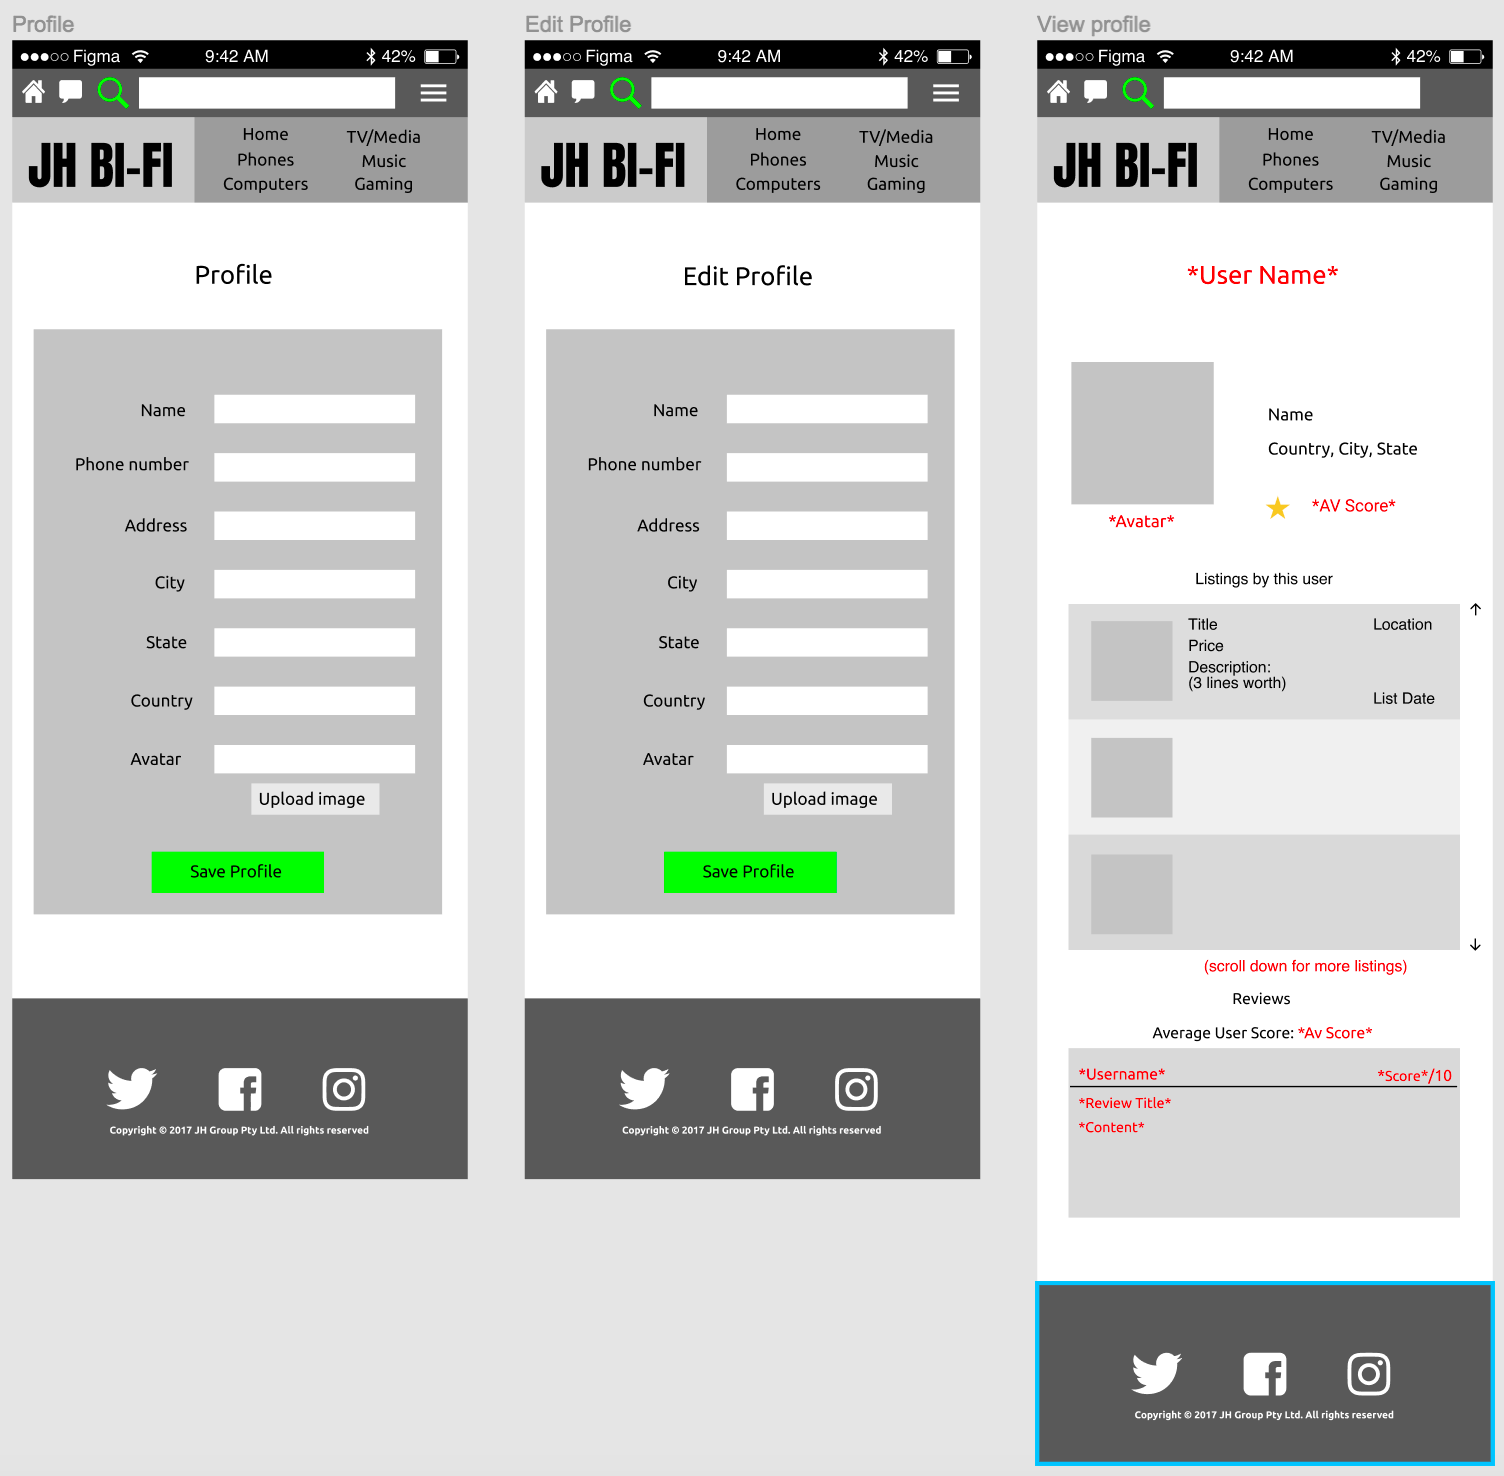 Profile
Figma 9:42 AM 42%
JH BI-FI
Home
Phones
Computers
TV/Media
Music
Gaming
Profile
Name
Phone number
Address
City
State
Country
Avatar
Upload image
Save Profile
Copyright © 2017 JH Group Pty Ltd. All rights reserved
Edit Profile
Figma 9:42 AM 42%
JH BI-FI
Home
Phones
Computers
TV/Media
Music
Gaming
Edit Profile
Name
Phone number
Address
City
State
Country
Avatar
Upload image
Save Profile
Copyright © 2017 JH Group Pty Ltd. All rights reserved
View profile
Figma 9:42 AM 42%
JH BI-FI
Home
Phones
Computers
TV/Media
Music
Gaming
*User Name*
*Avatar*
Name
Country, City, State
*AV Score*
Listings by this user
Title
Price
Description:
(3 lines worth)
Location
List Date
(scroll down for more listings)
Reviews
Average User Score: *Av Score*
*Username* *Score*/10
*Review Title*
*Content*
Copyright © 2017 JH Group Pty Ltd. All rights reserved